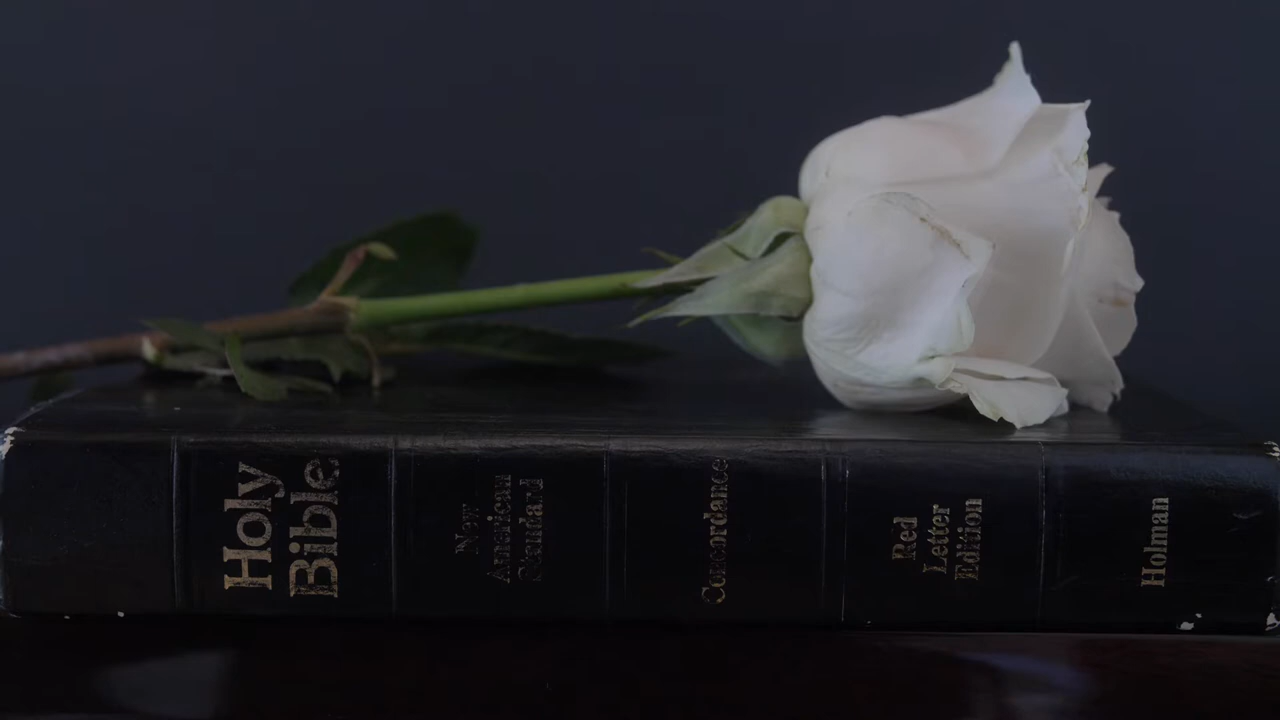 Holy
Bible
New
American
Standard
Concordance
Red
Letter
Edition
Holman